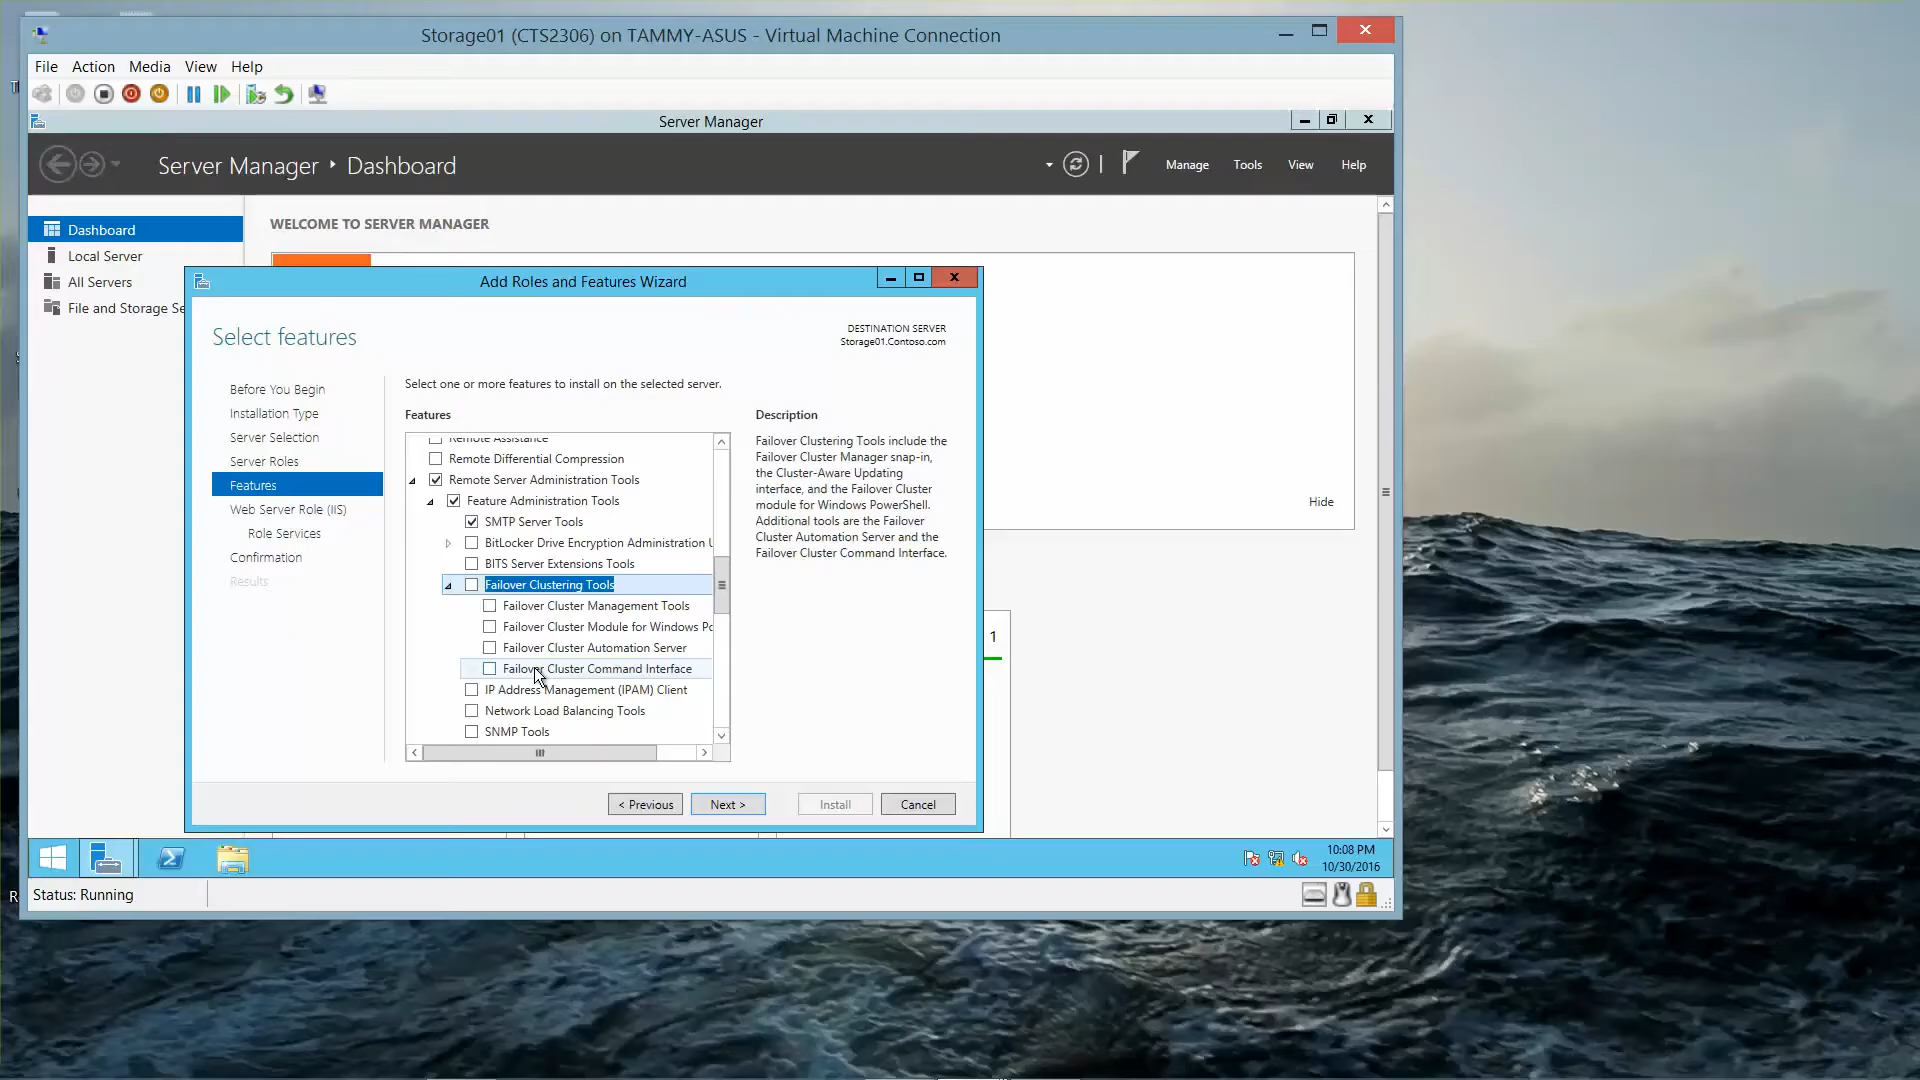 Storage01 (CTS2306) on TAMMY-ASUS - Virtual Machine Connection
File Action Media View Help
Server Manager
Server Manager Dashboard
Manage Tools View Help
Dashboard
Local Server
All Servers
File and Storage Se
WELCOME TO SERVER MANAGER
Hide
1
Add Roles and Features Wizard
Select features
DESTINATION SERVER
Storage01.Contoso.com
Before You Begin
Installation Type
Server Selection
Server Roles
Features
Web Server Role (IIS)
Role Services
Confirmation
Results
Select one or more features to install on the selected server.
Features
Remote Assistance
Remote Differential Compression
Remote Server Administration Tools
Feature Administration Tools
SMTP Server Tools
BitLocker Drive Encryption Administration U
BITS Server Extensions Tools
Failover Clustering Tools
Failover Cluster Management Tools
Failover Cluster Module for Windows Po
Failover Cluster Automation Server
Failover Cluster Command Interface
IP Address Management (IPAM) Client
Network Load Balancing Tools
SNMP Tools
Description
Failover Clustering Tools include the
Failover Cluster Manager snap-in,
the Cluster-Aware Updating
interface, and the Failover Cluster
module for Windows PowerShell.
Additional tools are the Failover
Cluster Automation Server and the
Failover Cluster Command Interface.
< Previous
Next >
Install
Cancel
10:08 PM
10/30/2016
Status: Running